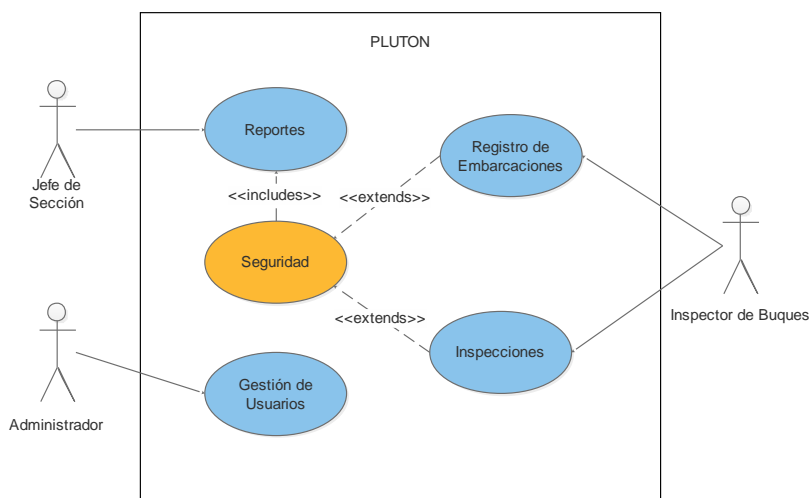 PLUTON
Reportes
Jefe de
Sección
<<includes>>
Registro de
Embarcaciones
<<extends>>
Seguridad
<<extends>>
Inspecciones
Inspector de Buques
Gestión de
Usuarios
Administrador